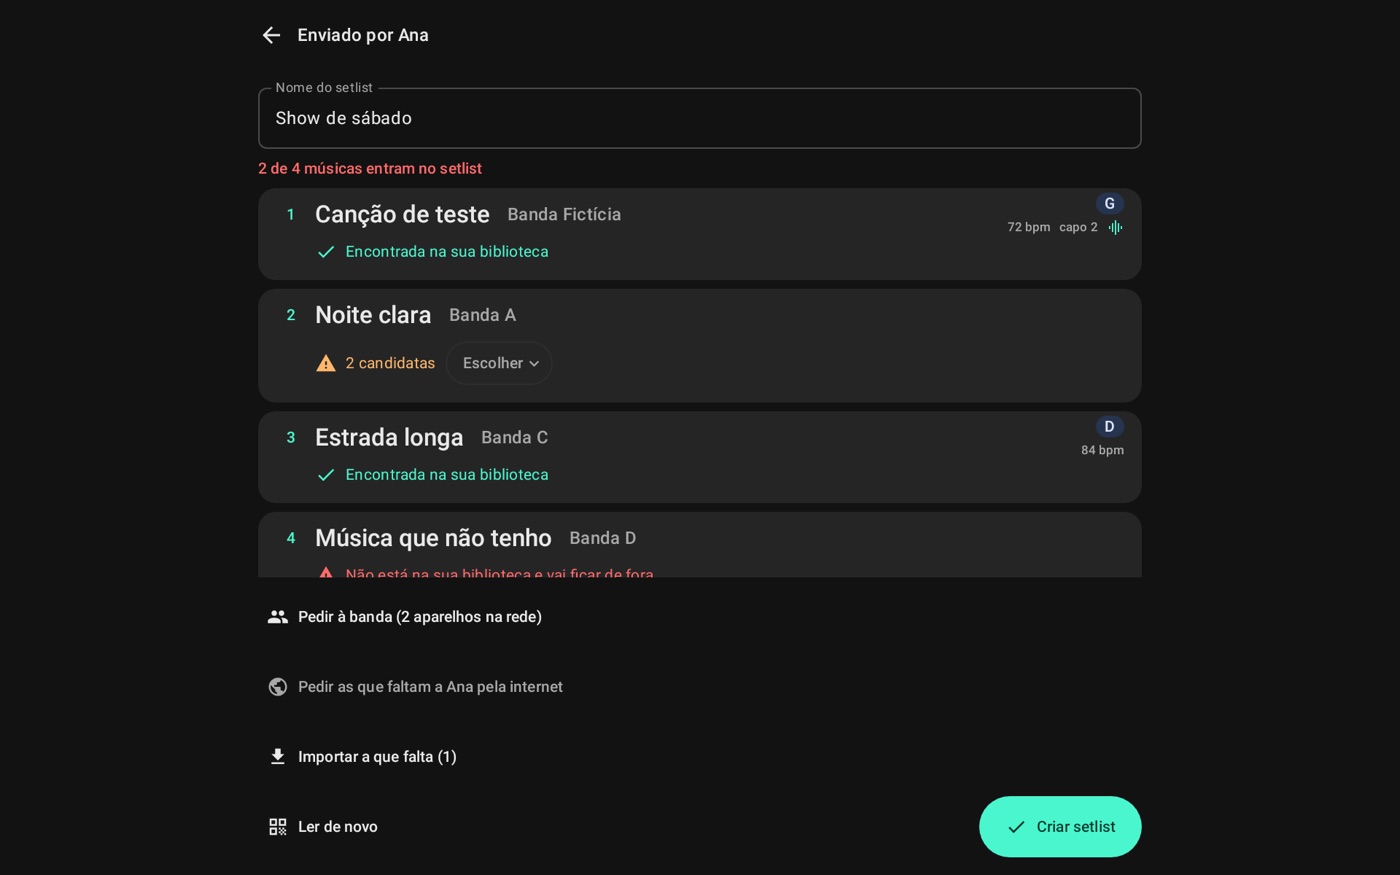 Enviado por Ana
Nome do setlist
Show de sábado
2 de 4 músicas entram no setlist
1 Canção de teste Banda Fictícia G
72 bpm capo 2
Encontrada na sua biblioteca
2 Noite clara Banda A
2 candidatas Escolher
3 Estrada longa Banda C D
84 bpm
Encontrada na sua biblioteca
4 Música que não tenho Banda D
Não está na sua biblioteca e vai ficar de fora
Pedir à banda (2 aparelhos na rede)
Pedir as que faltam a Ana pela internet
Importar a que falta (1)
Ler de novo
Criar setlist